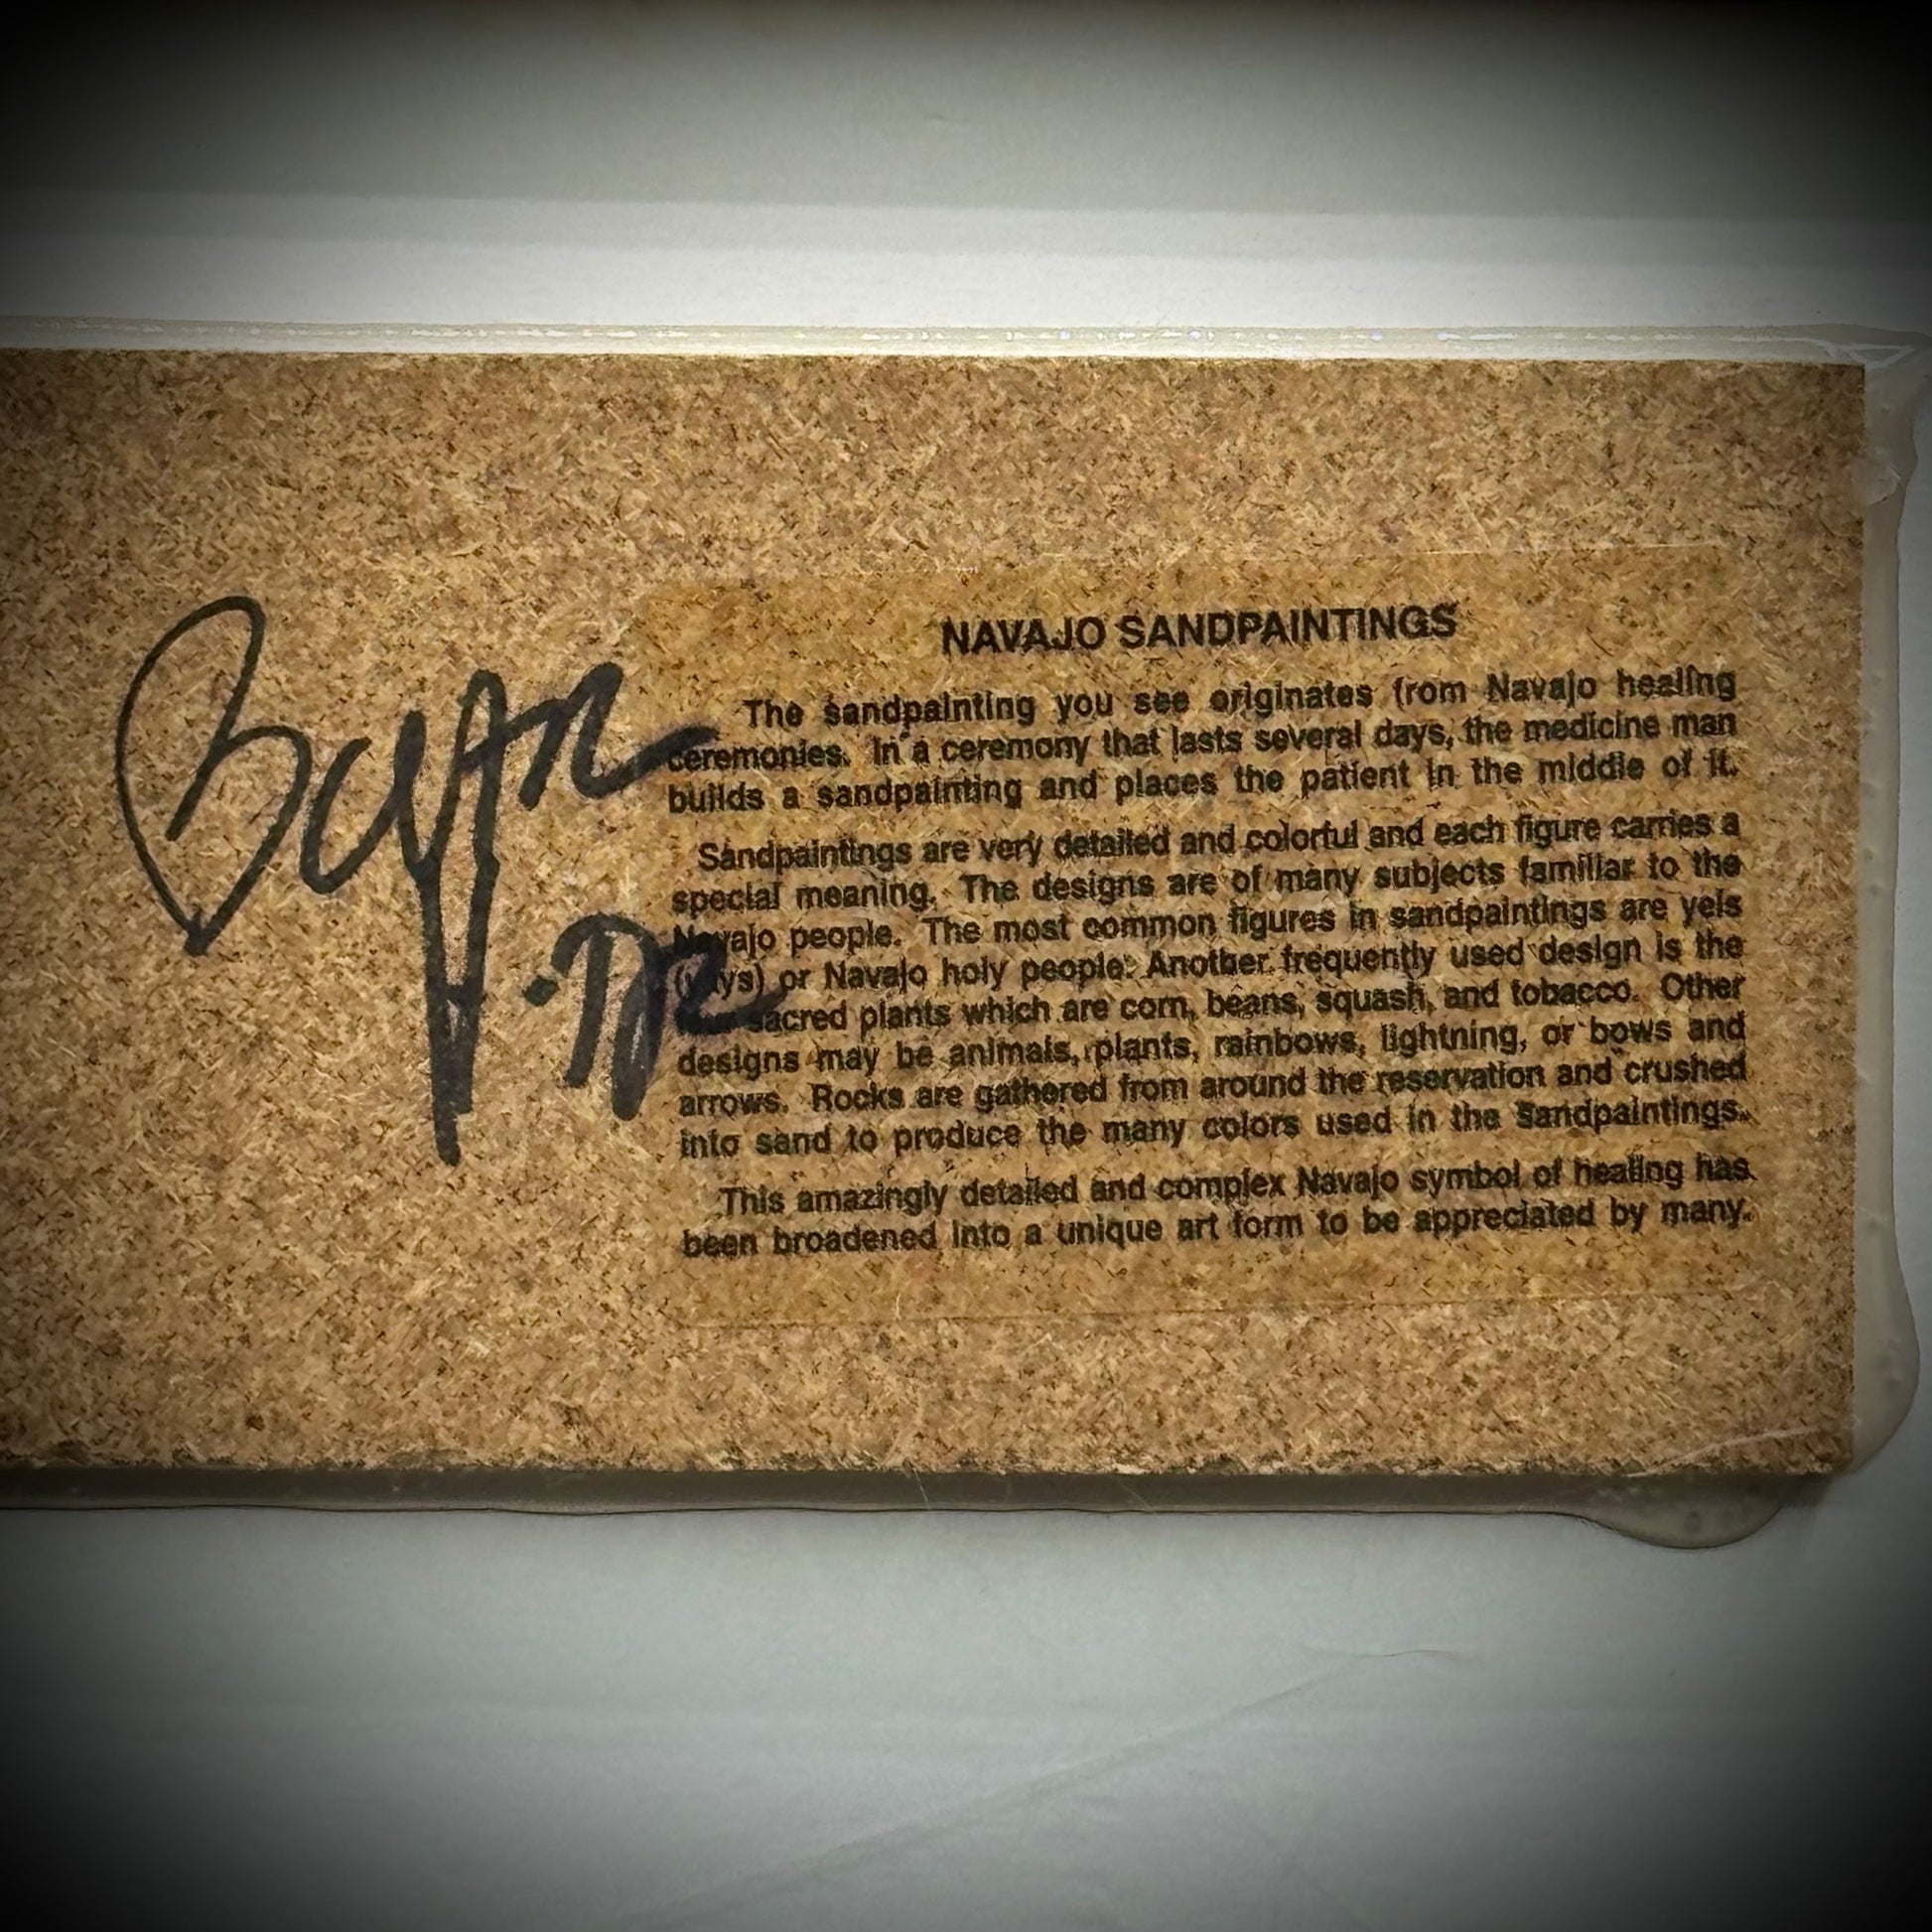 NAVAJO SANDPAINTINGS
The sandpainting you see originates from Navajo healing
ceremonies. In a ceremony that lasts several days, the medicine man
builds a sandpainting and places the patient in the middle of it.
Sandpaintings are very detailed and colorful and each figure carries a
special meaning. The designs are of many subjects familiar to the
Navajo people. The most common figures in sandpaintings are yeis
(yays) or Navajo holy people. Another frequently used design is the
sacred plants which are corn, beans, squash, and tobacco. Other
designs may be animals, plants, rainbows, lightning, or bows and
arrows. Rocks are gathered from around the reservation and crushed
into sand to produce the many colors used in the Sandpaintings.
This amazingly detailed and complex Navajo symbol of healing has
been broadened into a unique art form to be appreciated by many.